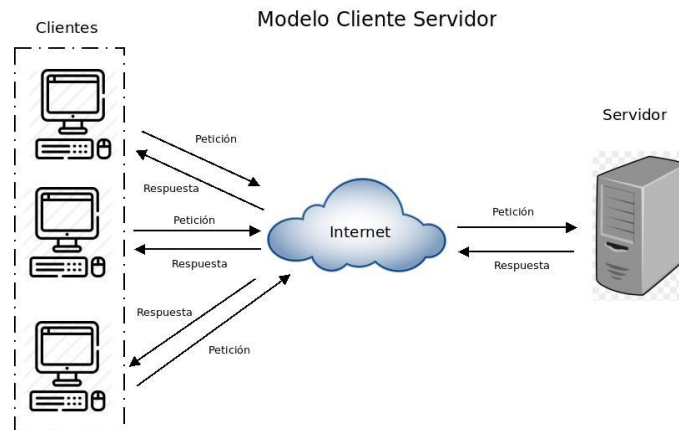 Modelo Cliente Servidor
Clientes
Servidor
Petición
Respuesta
Petición
Respuesta
Internet
Petición
Respuesta
Respuesta
Petición